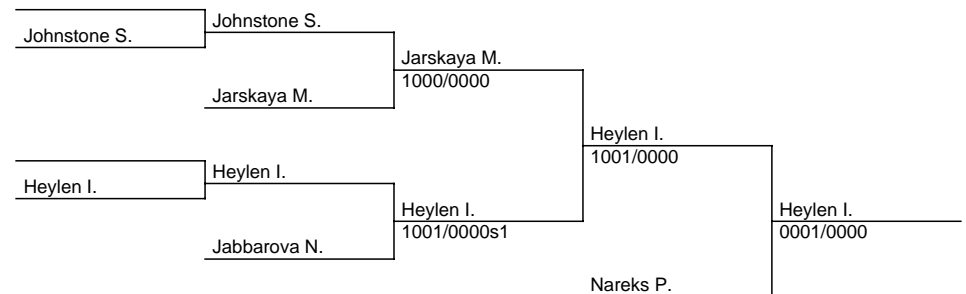 Johnstone S.
Johnstone S.
Jarskaya M.
1000/0000
Jarskaya M.
Heylen I.
1001/0000
Heylen I.
Heylen I.
Heylen I.
1001/0000s1
Heylen I.
0001/0000
Jabbarova N.
Nareks P.